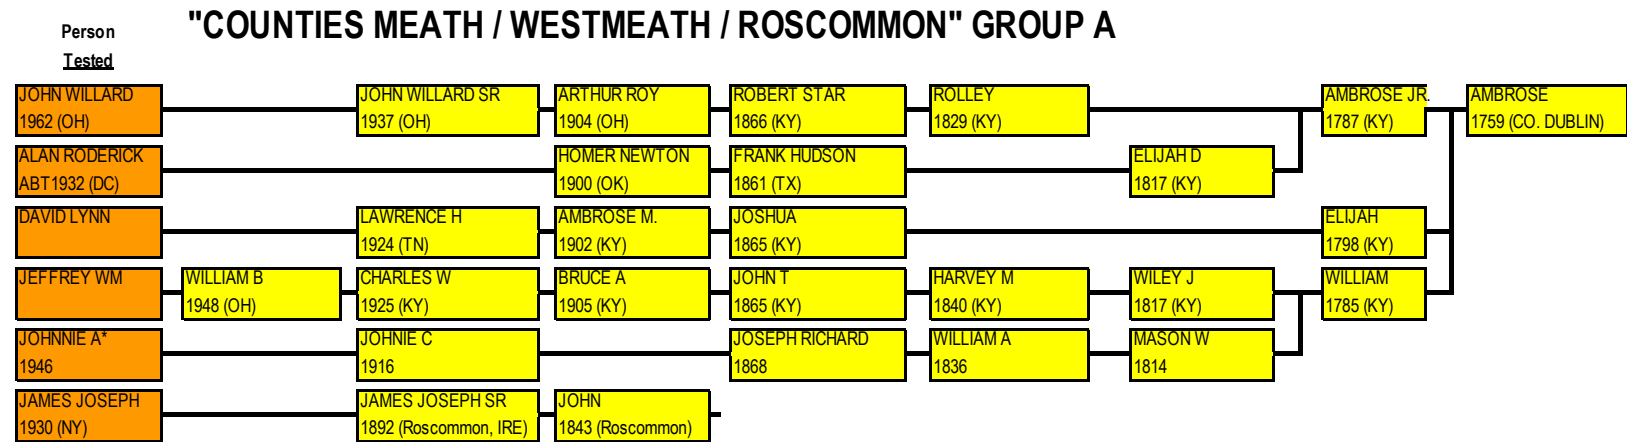 "COUNTIES MEATH / WESTMEATH / ROSCOMMON" GROUP A
Person
Tested
JOHN WILLARD
1962 (OH)
JOHN WILLARD SR
1937 (OH)
ARTHUR ROY
1904 (OH)
ROBERT STAR
1866 (KY)
ROLLEY
1829 (KY)
AMBROSE JR.
1787 (KY)
AMBROSE
1759 (CO. DUBLIN)
ALAN RODERICK
ABT1932 (DC)
HOMER NEWTON
1900 (OK)
FRANK HUDSON
1861 (TX)
ELIJAH D
1817 (KY)
DAVID LYNN
LAWRENCE H
1924 (TN)
AMBROSE M.
1902 (KY)
JOSHUA
1865 (KY)
ELIJAH
1798 (KY)
JEFFREY WM
WILLIAM B
1948 (OH)
CHARLES W
1925 (KY)
BRUCE A
1905 (KY)
JOHN T
1865 (KY)
HARVEY M
1840 (KY)
WILEY J
1817 (KY)
WILLIAM
1785 (KY)
JOHNNIE A*
1946
JOHNIE C
1916
JOSEPH RICHARD
1868
WILLIAM A
1836
MASON W
1814
JAMES JOSEPH
1930 (NY)
JAMES JOSEPH SR
1892 (Roscommon, IRE)
JOHN
1843 (Roscommon)